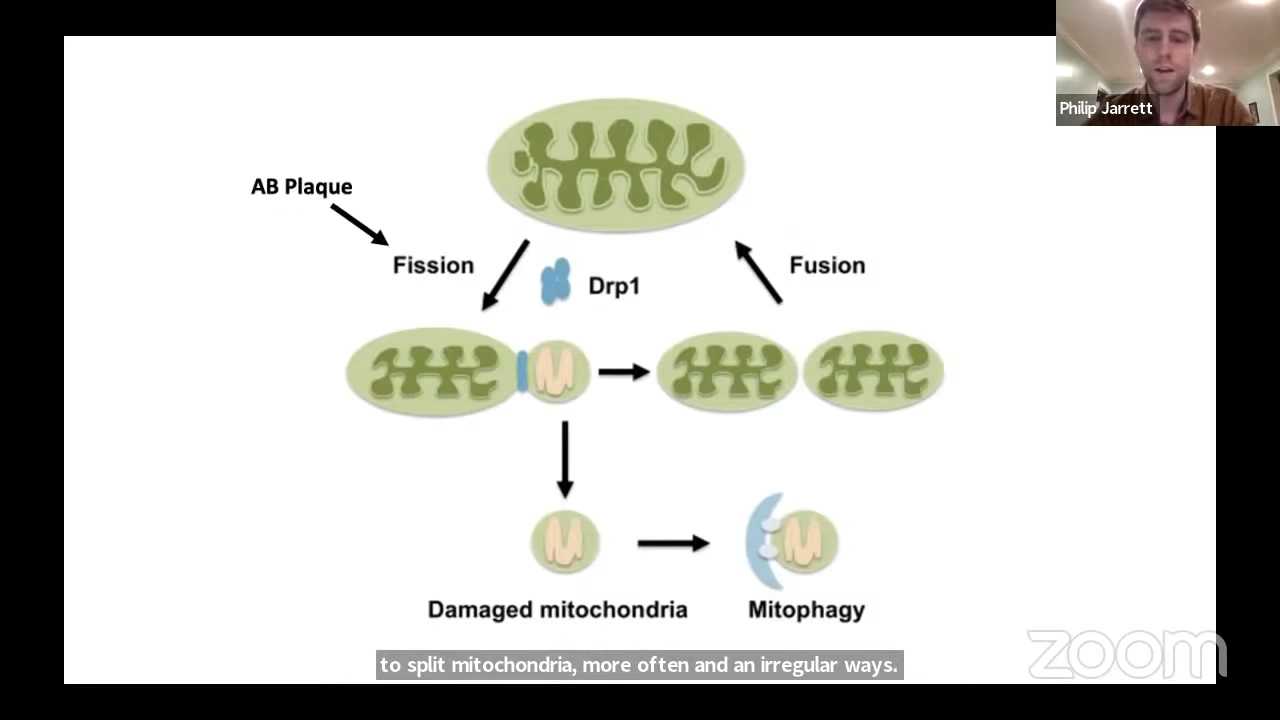 Philip Jarrett
AB Plaque
Fission
Drp1
Fusion
Damaged mitochondria
Mitophagy
to split mitochondria, more often and an irregular ways.
zoom